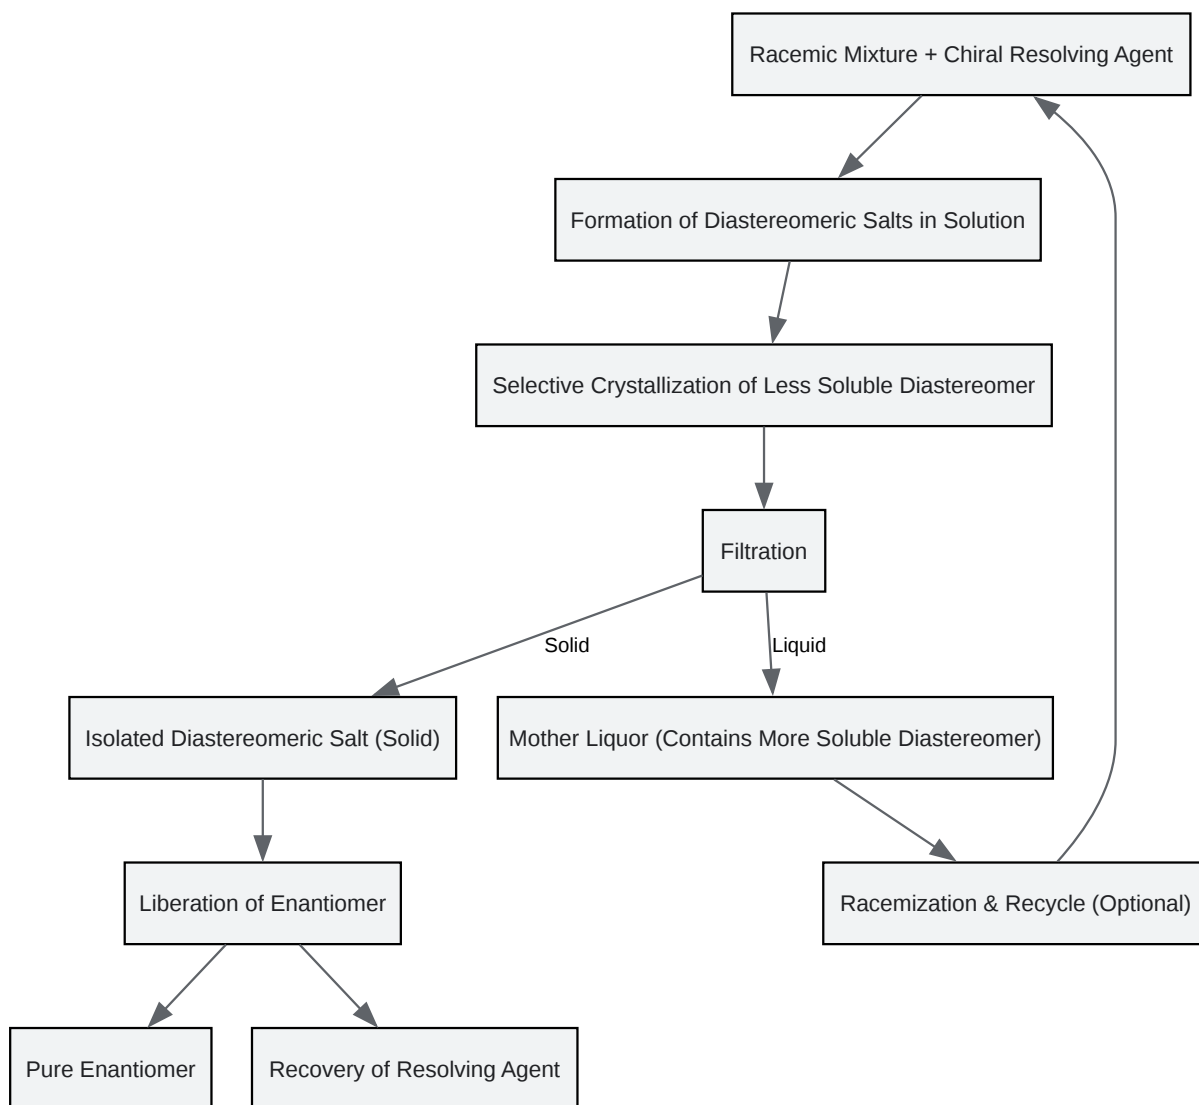 Racemic Mixture + Chiral Resolving Agent
Formation of Diastereomeric Salts in Solution
Selective Crystallization of Less Soluble Diastereomer
Filtration
Solid
Liquid
Isolated Diastereomeric Salt (Solid)
Mother Liquor (Contains More Soluble Diastereomer)
Liberation of Enantiomer
Racemization & Recycle (Optional)
Pure Enantiomer
Recovery of Resolving Agent